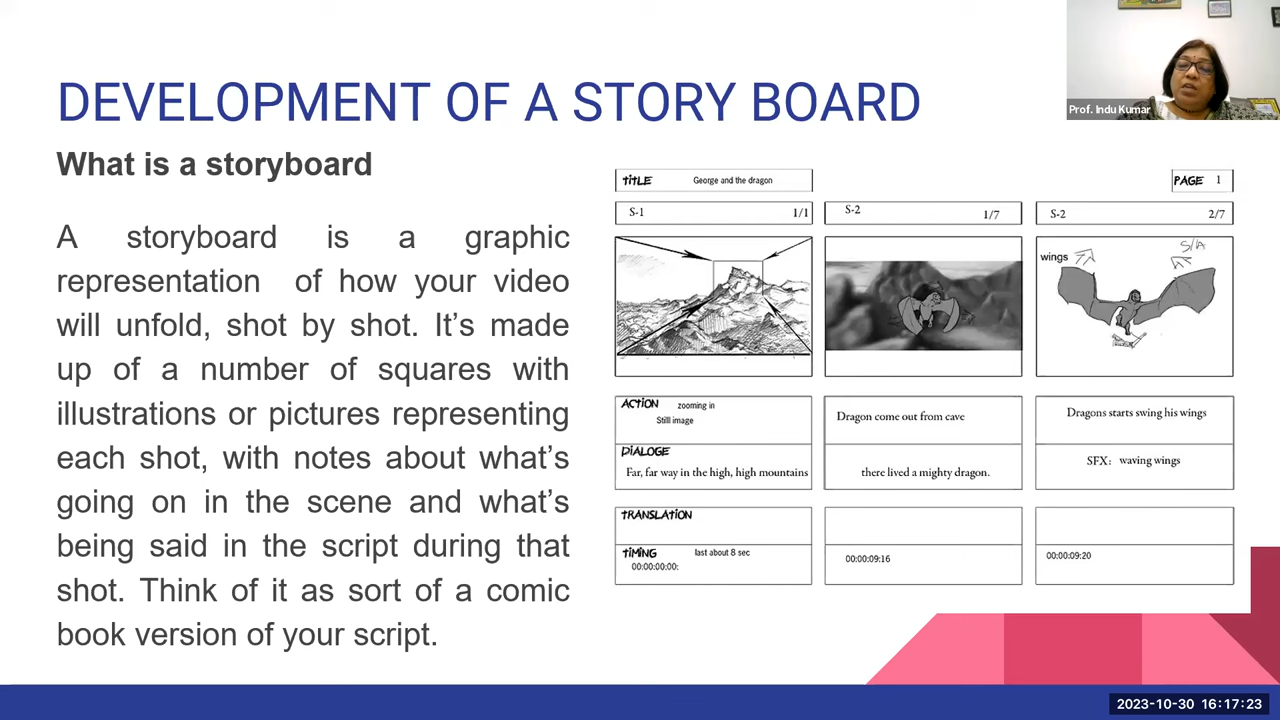 DEVELOPMENT OF A STORY BOARD
Prof. Indu Kumar
What is a storyboard
A storyboard is a graphic
representation of how your video
will unfold, shot by shot. It’s made
up of a number of squares with
illustrations or pictures representing
each shot, with notes about what’s
going on in the scene and what’s
being said in the script during that
shot. Think of it as sort of a comic
book version of your script.
TITLE George and the dragon
PAGE 1
S-1 1/1
S-2 1/7
S-2 2/7
wings
S/A
ACTION zooming in
Still image
Dragon come out from cave
Dragons starts swing his wings
DIALOGE
Far, far way in the high, high mountains
there lived a mighty dragon.
SFX: waving wings
TRANSLATION
TIMING last about 8 sec
00:00:00:00:
00:00:09:16
00:00:09:20
2023-10-30 16:17:23